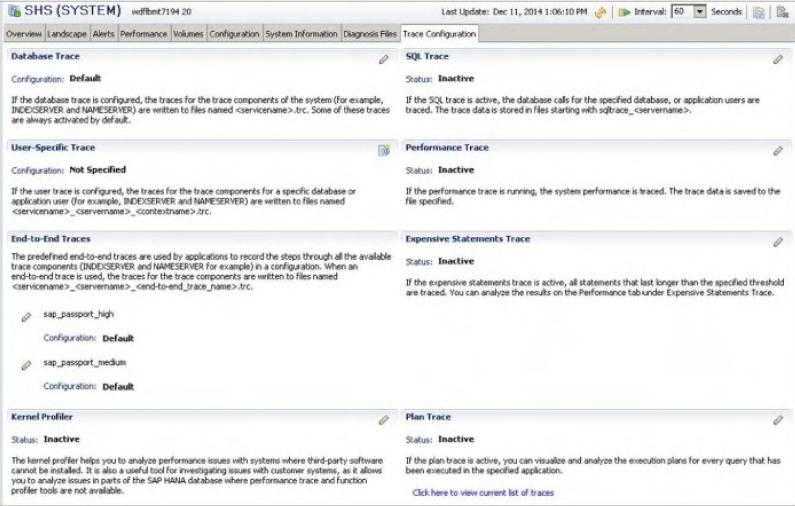 SHS (SYSTEM) wdflbmt7194 20
Last Update: Dec 11, 2014 1:06:10 PM Interval: 60 Seconds
Overview Landscape Alerts Performance Volumes Configuration System Information Diagnosis Files Trace Configuration
Database Trace
Configuration: Default
If the database trace is configured, the traces for the trace components of the system (for example,
INDEXSERVER and NAMESERVER) are written to files named <servicename>.trc. Some of these traces
are always activated by default.
SQL Trace
Status: Inactive
If the SQL trace is active, the database calls for the specified database, or application users are
traced. The trace data is stored in files starting with sqltrace_<servername>.
User-Specific Trace
Configuration: Not Specified
If the user trace is configured, the traces for the trace components for a specific database or
application user (for example, INDEXSERVER and NAMESERVER) are written to files named
<servicename>_<servername>_<contextname>.trc.
Performance Trace
Status: Inactive
If the performance trace is running, the system performance is traced. The trace data is saved to the
file specified.
End-to-End Traces
The predefined end-to-end traces are used by applications to record the steps through all the available
trace components (INDEXSERVER and NAMESERVER for example) in a configuration. When an
end-to-end trace is used, the traces for the trace components are written to files named
<servicename>_<servername>_<end-to-end_trace_name>.trc.
sap_passport_high
Configuration: Default
sap_passport_medium
Configuration: Default
Expensive Statements Trace
Status: Inactive
If the expensive statements trace is active, all statements that last longer than the specified threshold
are traced. You can analyze the results on the Performance tab under Expensive Statements Trace.
Kernel Profiler
Status: Inactive
The kernel profiler helps you to analyze performance issues with systems where third-party software
cannot be installed. It is also a useful tool for investigating issues with customer systems, as it allows
you to analyze issues in parts of the SAP HANA database where performance trace and function
profiler tools are not available.
Plan Trace
Status: Inactive
If the plan trace is active, you can visualize and analyze the execution plans for every query that has
been executed in the specified application.
Click here to view current list of traces